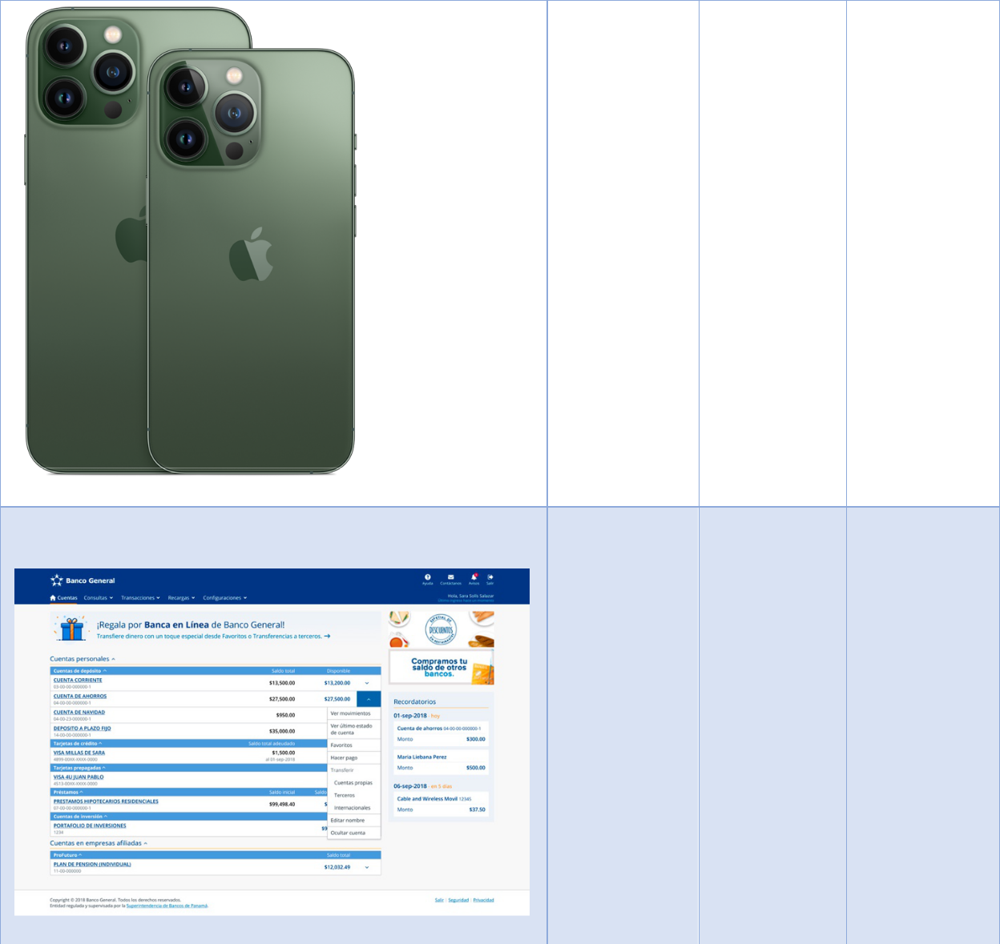 Banco General
Ayuda
Contáctanos
Avisos
Salir
Cuentas
Consultas
Transacciones
Recargas
Configuraciones
Hola, Sara Solís Salazar
¡Regala por Banca en Línea de Banco General!
Transfiere dinero con un toque especial desde Favoritos o Transferencias a terceros. →
ESPECIAL DE
DESCUENTOS
EN RESTAURANTES
Compramos tu
saldo de otros
bancos.
Cuentas personales
Cuentas de depósito Saldo total Disponible
CUENTA CORRIENTE $13,500.00 $13,200.00
03-00-00-000000-1
CUENTA DE AHORROS $27,500.00 $27,500.00
04-00-00-000000-1
CUENTA DE NAVIDAD $950.00
04-00-23-000000-1
DEPOSITO A PLAZO FIJO $35,000.00
14-00-00-000000-1
Tarjetas de crédito Saldo total adeudado
VISA MILLAS DE SARA $1,500.00
4899-00XX-XXXX-0000 al 01-sep-2018
Tarjetas prepagadas
VISA 4U JUAN PABLO
4513-00XX-XXXX-0000
Préstamos Saldo inicial Saldo
PRESTAMOS HIPOTECARIOS RESIDENCIALES $99,498.40 $
07-00-00-000000-1
Cuentas de inversión
PORTAFOLIO DE INVERSIONES $9
1234
Ver movimientos
Ver último estado
de cuenta
Favoritos
Hacer pago
Transferir
Cuentas propias
Terceros
Internacionales
Editar nombre
Ocultar cuenta
Cuentas en empresas afiliadas
ProFuturo Saldo total
PLAN DE PENSION (INDIVIDUAL) $12,032.49
11-00-000000
Recordatorios
01-sep-2018 - hoy
Cuenta de ahorros 04-00-00-000000-1
Monto $300.00
Maria Liebana Perez
Monto $500.00
06-sep-2018 - en 5 días
Cable and Wireless Movil 12345
Monto $37.50
Copyright © 2018 Banco General. Todos los derechos reservados.
Entidad regulada y supervisada por la Superintendencia de Bancos de Panamá.
Salir | Seguridad | Privacidad